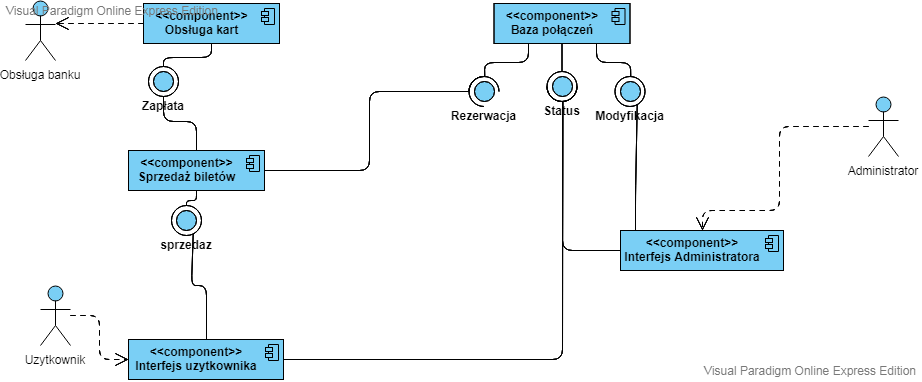 Visual Paradigm Online Express Edition
<<component>>
Obsługa kart
<<component>>
Baza połączeń
Obsługa banku
Zapłata
Rezerwacja
Status
Modyfikacja
<<component>>
Sprzedaż biletów
Administrator
sprzedaz
<<component>>
Interfejs Administratora
Uzytkownik
<<component>>
Interfejs uzytkownika
Visual Paradigm Online Express Edition